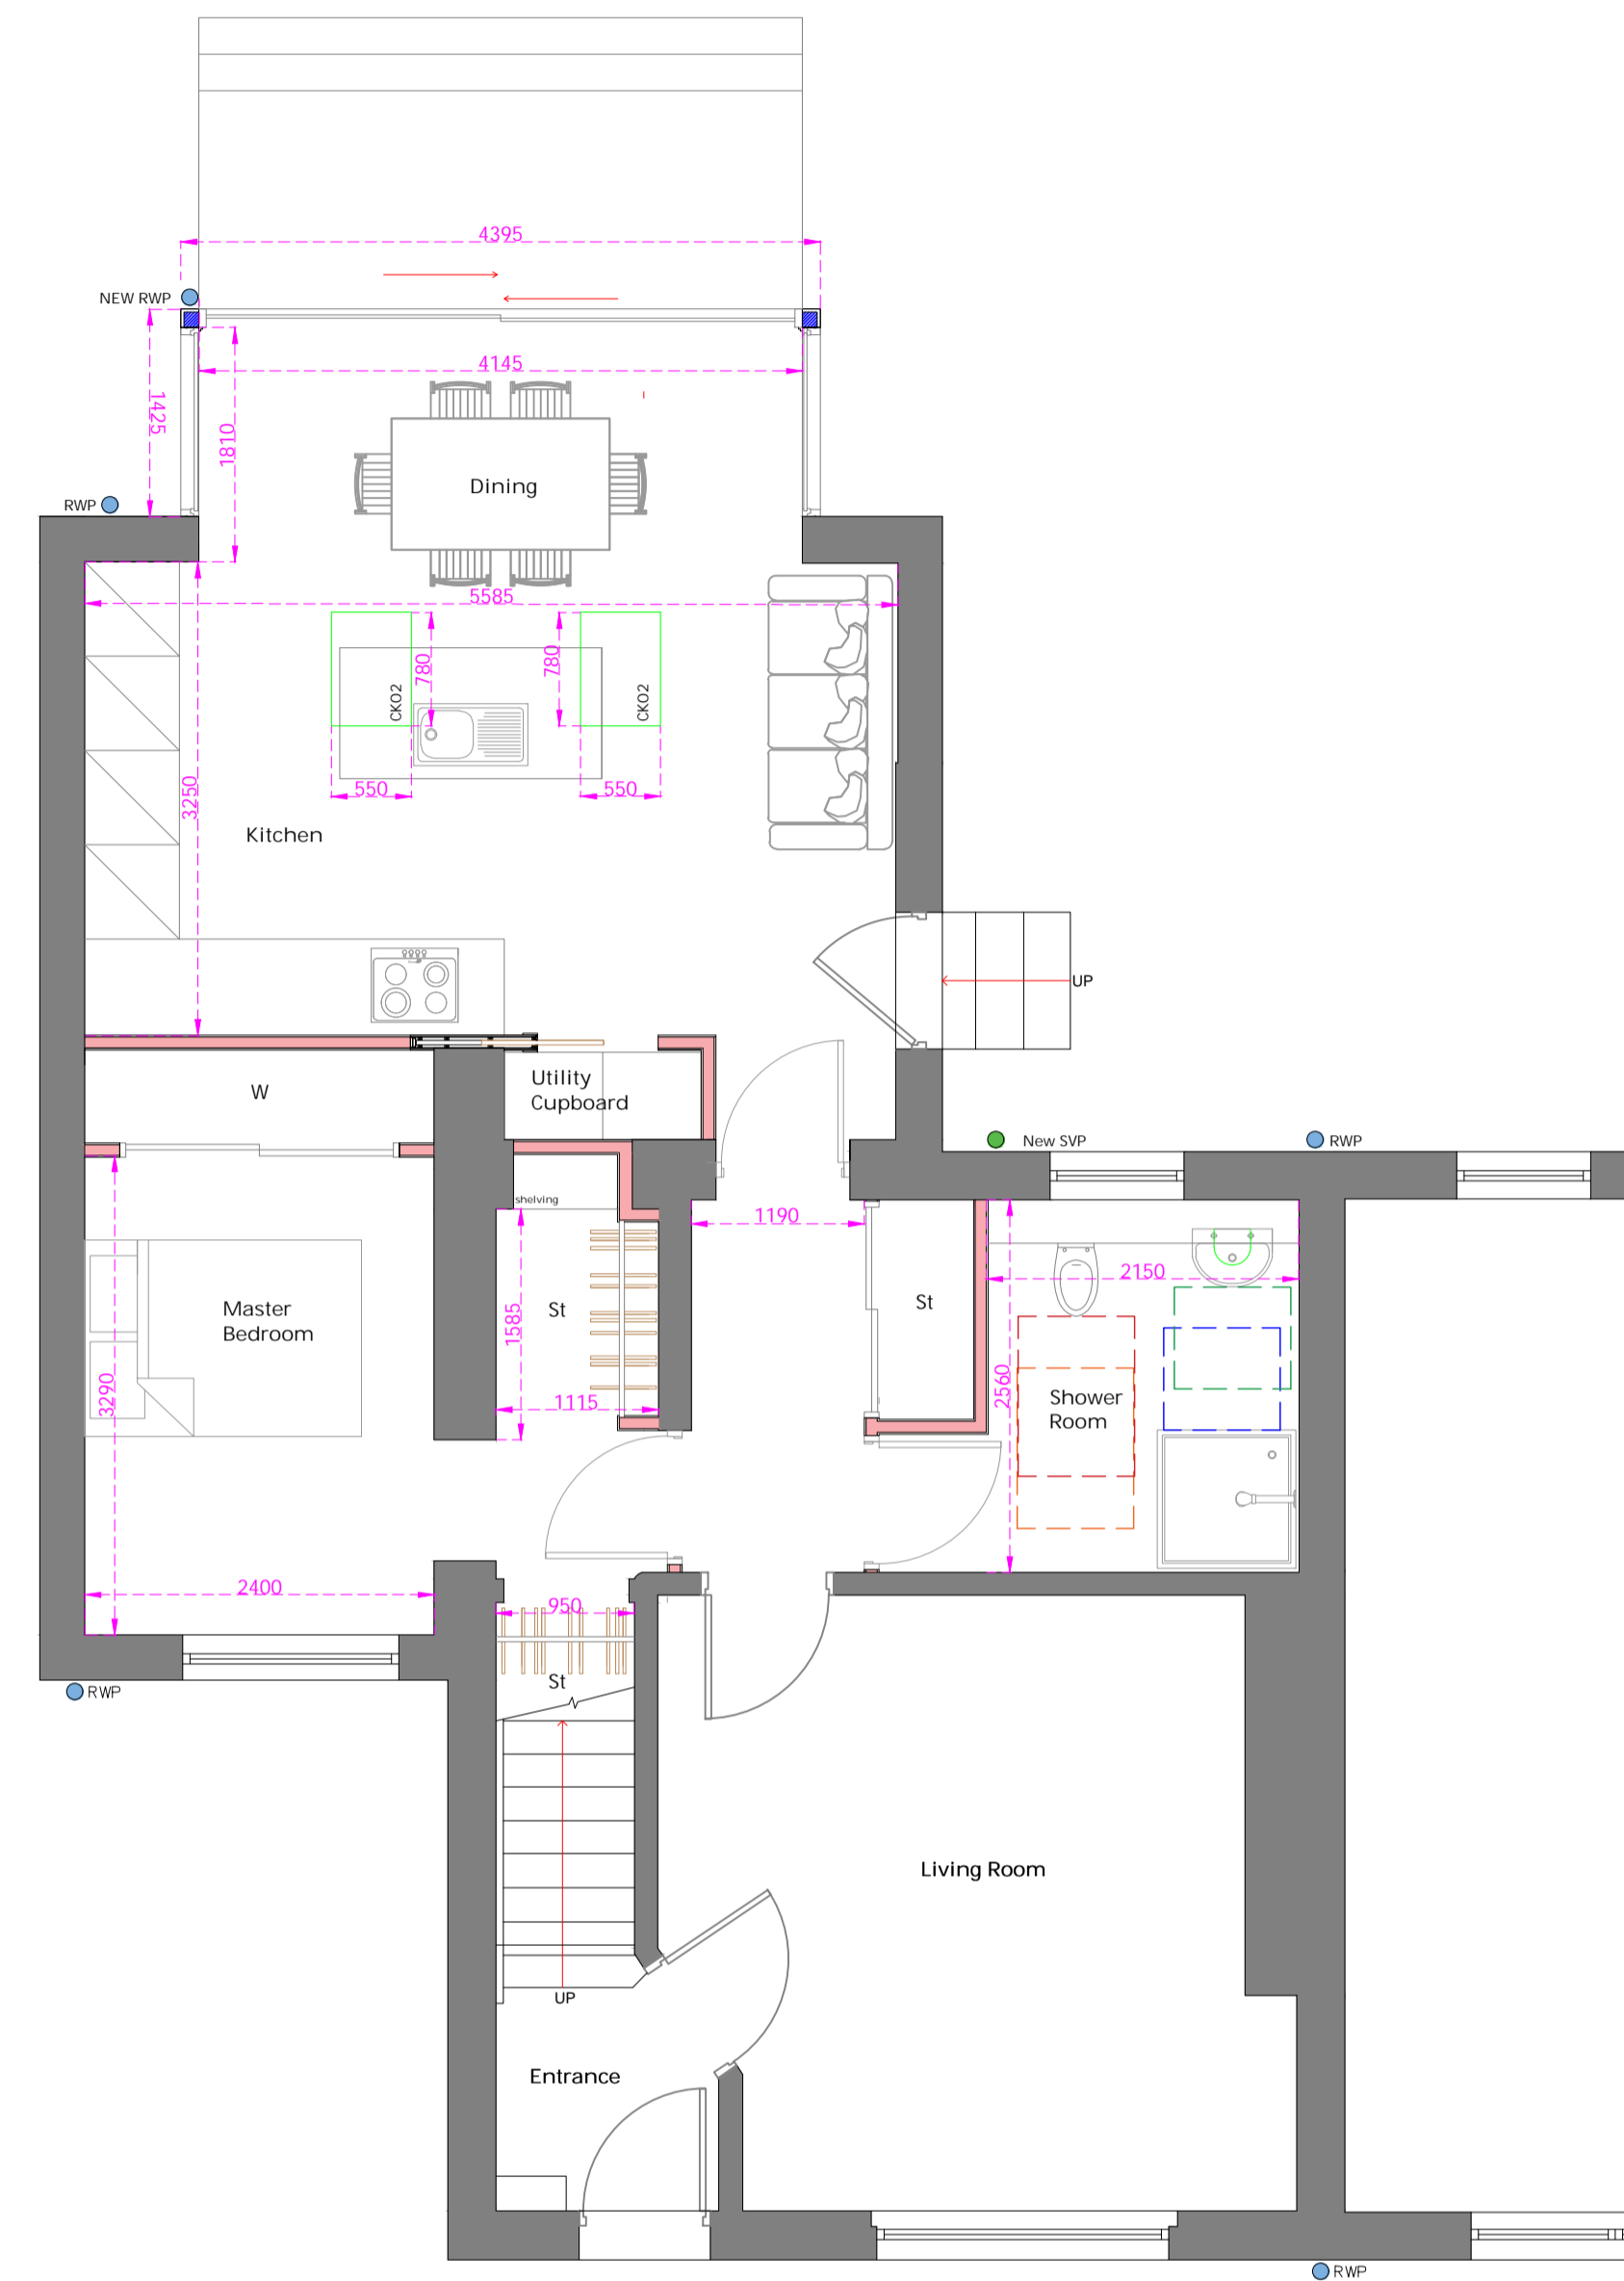 4395
NEW RWP
4145
1425
1810
Dining
RWP
5585
780
780
CK02
CK02
550
550
3250
Kitchen
UP
Utility
Cupboard
W
New SVP
RWP
shelving
1190
2150
St
St
Master
Bedroom
1585
3290
2560
Shower
Room
1115
2400
950
St
RWP
Living Room
UP
Entrance
RWP